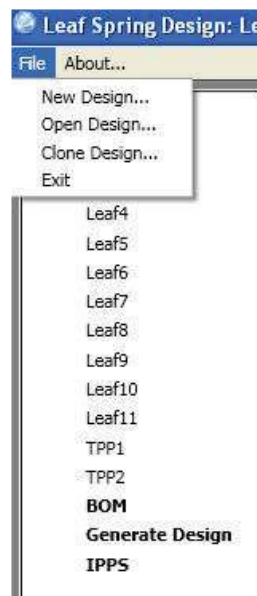 Leaf Spring Design: Le
File About...
New Design...
Open Design...
Clone Design...
Exit
Leaf4
Leaf5
Leaf6
Leaf7
Leaf8
Leaf9
Leaf10
Leaf11
TPP1
TPP2
BOM
Generate Design
IPPS